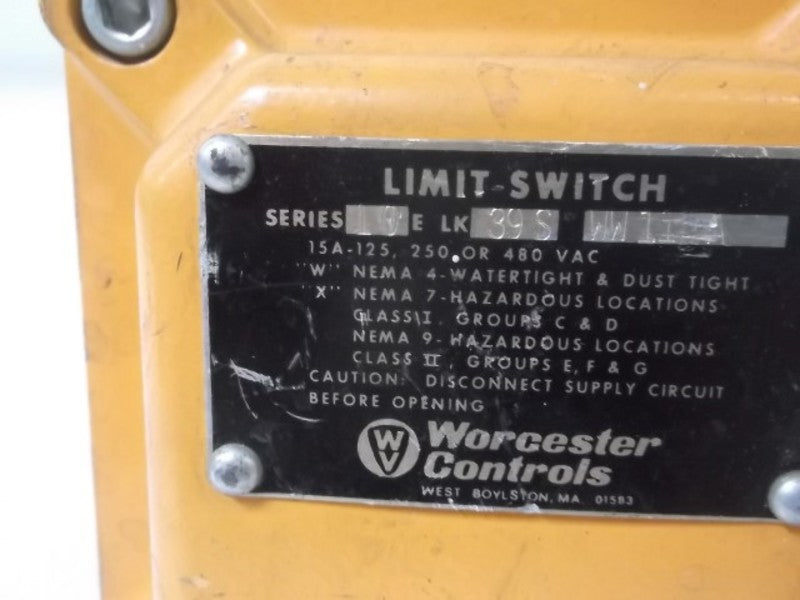 LIMIT SWITCH
SERIES E LK 39 S
15A-125, 250 OR 480 VAC
"W" NEMA 4-WATERTIGHT & DUST TIGHT
"X" NEMA 7-HAZARDOUS LOCATIONS
CLASS I, GROUPS C & D
NEMA 9-HAZARDOUS LOCATIONS
CLASS II, GROUPS E, F & G
CAUTION: DISCONNECT SUPPLY CIRCUIT
BEFORE OPENING
W
Worcester
Controls
WEST BOYLSTON, MA. 01583